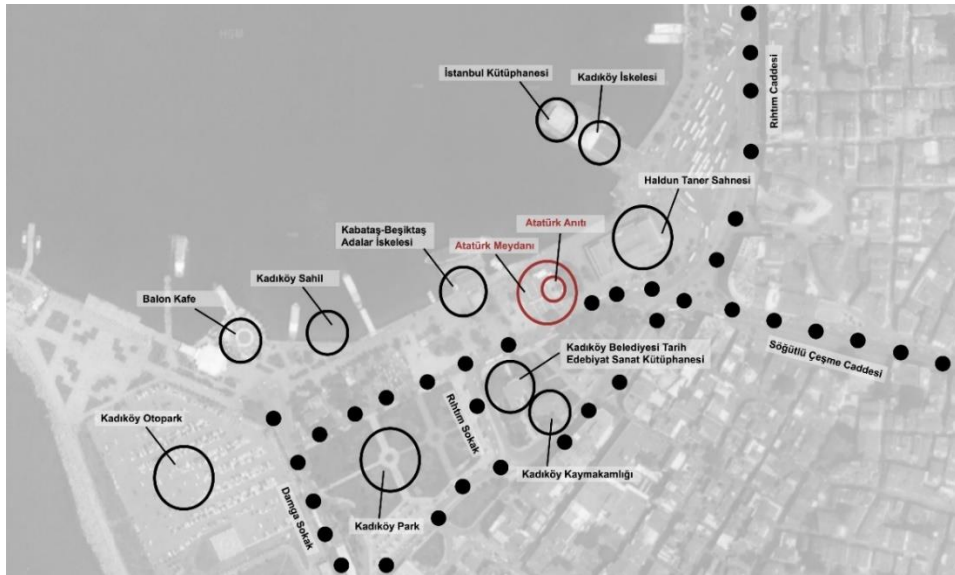 İstanbul Kütüphanesi
Kadıköy İskelesi
Rıhtım Caddesi
Haldun Taner Sahnesi
Atatürk Anıtı
Kabataş-Beşiktaş
Adalar İskelesi
Atatürk Meydanı
Kadıköy Sahil
Balon Kafe
Söğütlü Çeşme Caddesi
Kadıköy Belediyesi Tarih
Edebiyat Sanat Kütüphanesi
Rıhtım Sokak
Kadıköy Otopark
Kadıköy Kaymakamlığı
Damga Sokak
Kadıköy Park